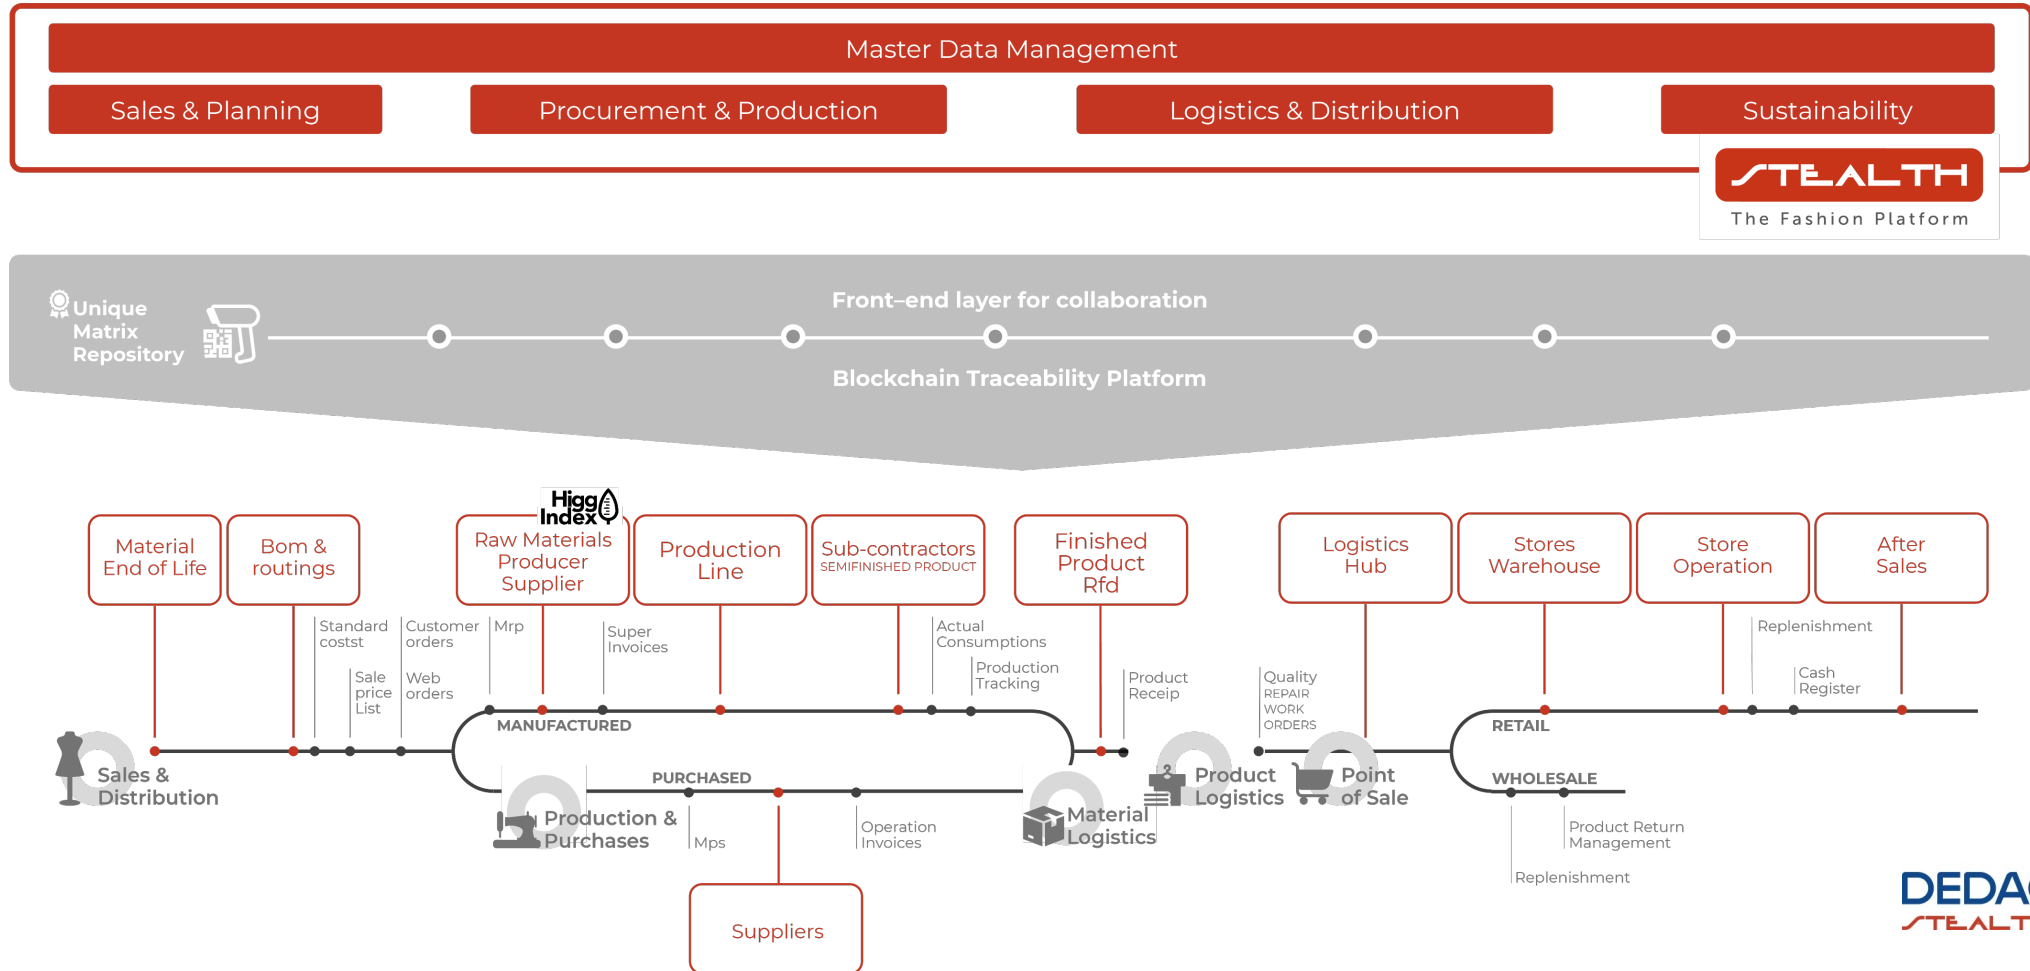 Master Data Management
Sales & Planning
Procurement & Production
Logistics & Distribution
Sustainability
STEALTH
The Fashion Platform
Unique
Matrix
Repository
Front–end layer for collaboration
Blockchain Traceability Platform
Higg
Index
Material
End of Life
Bom &
routings
Raw Materials
Producer
Supplier
Production
Line
Sub-contractors
SEMIFINISHED PRODUCT
Finished
Product
Rfd
Logistics
Hub
Stores
Warehouse
Store
Operation
After
Sales
Standard
costst
Sale
price
List
Customer
orders
Web
orders
Mrp
Super
Invoices
Actual
Consumptions
Production
Tracking
Product
Receip
Quality
REPAIR
WORK
ORDERS
Replenishment
Cash
Register
MANUFACTURED
PURCHASED
RETAIL
WHOLESALE
Sales &
Distribution
Production &
Purchases
Material
Logistics
Product
Logistics
Point
of Sale
Mps
Operation
Invoices
Product Return
Management
Replenishment
Suppliers
DEDA
STEALT